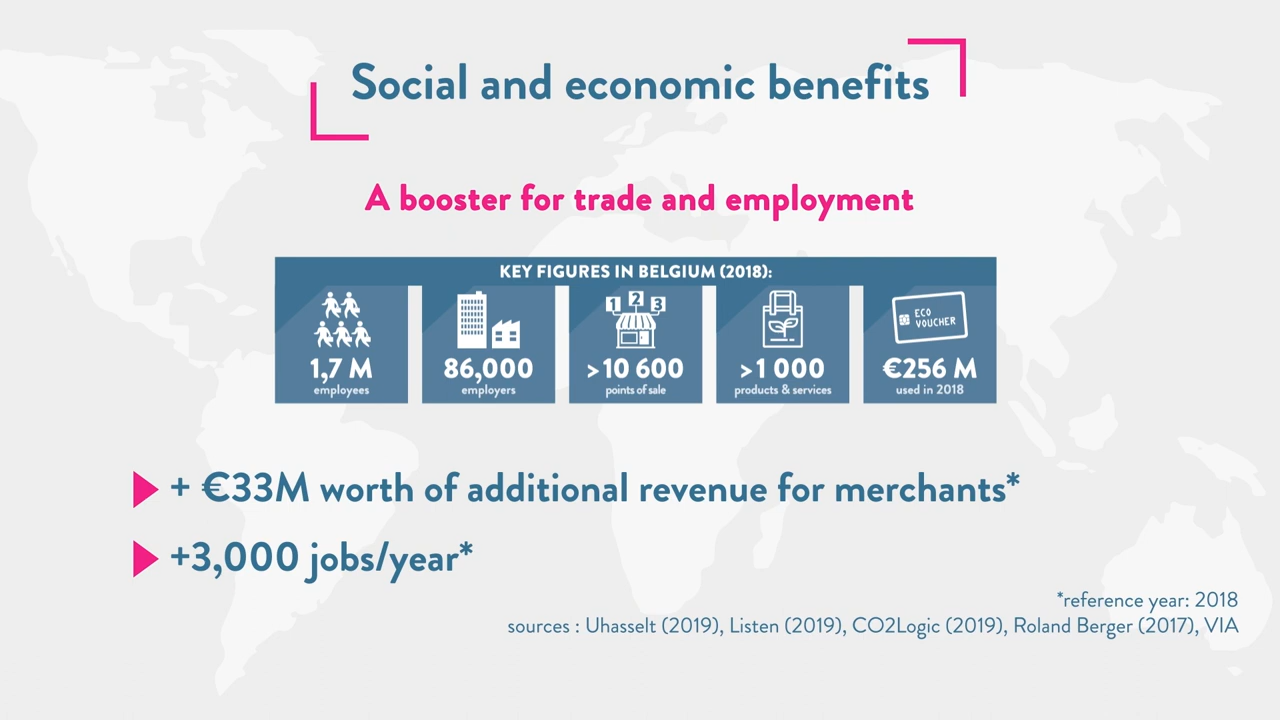 Social and economic benefits
A booster for trade and employment
KEY FIGURES IN BELGIUM (2018):
1 2 3
ECO
VOUCHER
1,7 M 86,000 >10 600 >1 000 €256 M
employees employers points of sale products & services used in 2018
+ €33M worth of additional revenue for merchants*
+3,000 jobs/year*
*reference year: 2018
sources : Uhasselt (2019), Listen (2019), CO2Logic (2019), Roland Berger (2017), VIA